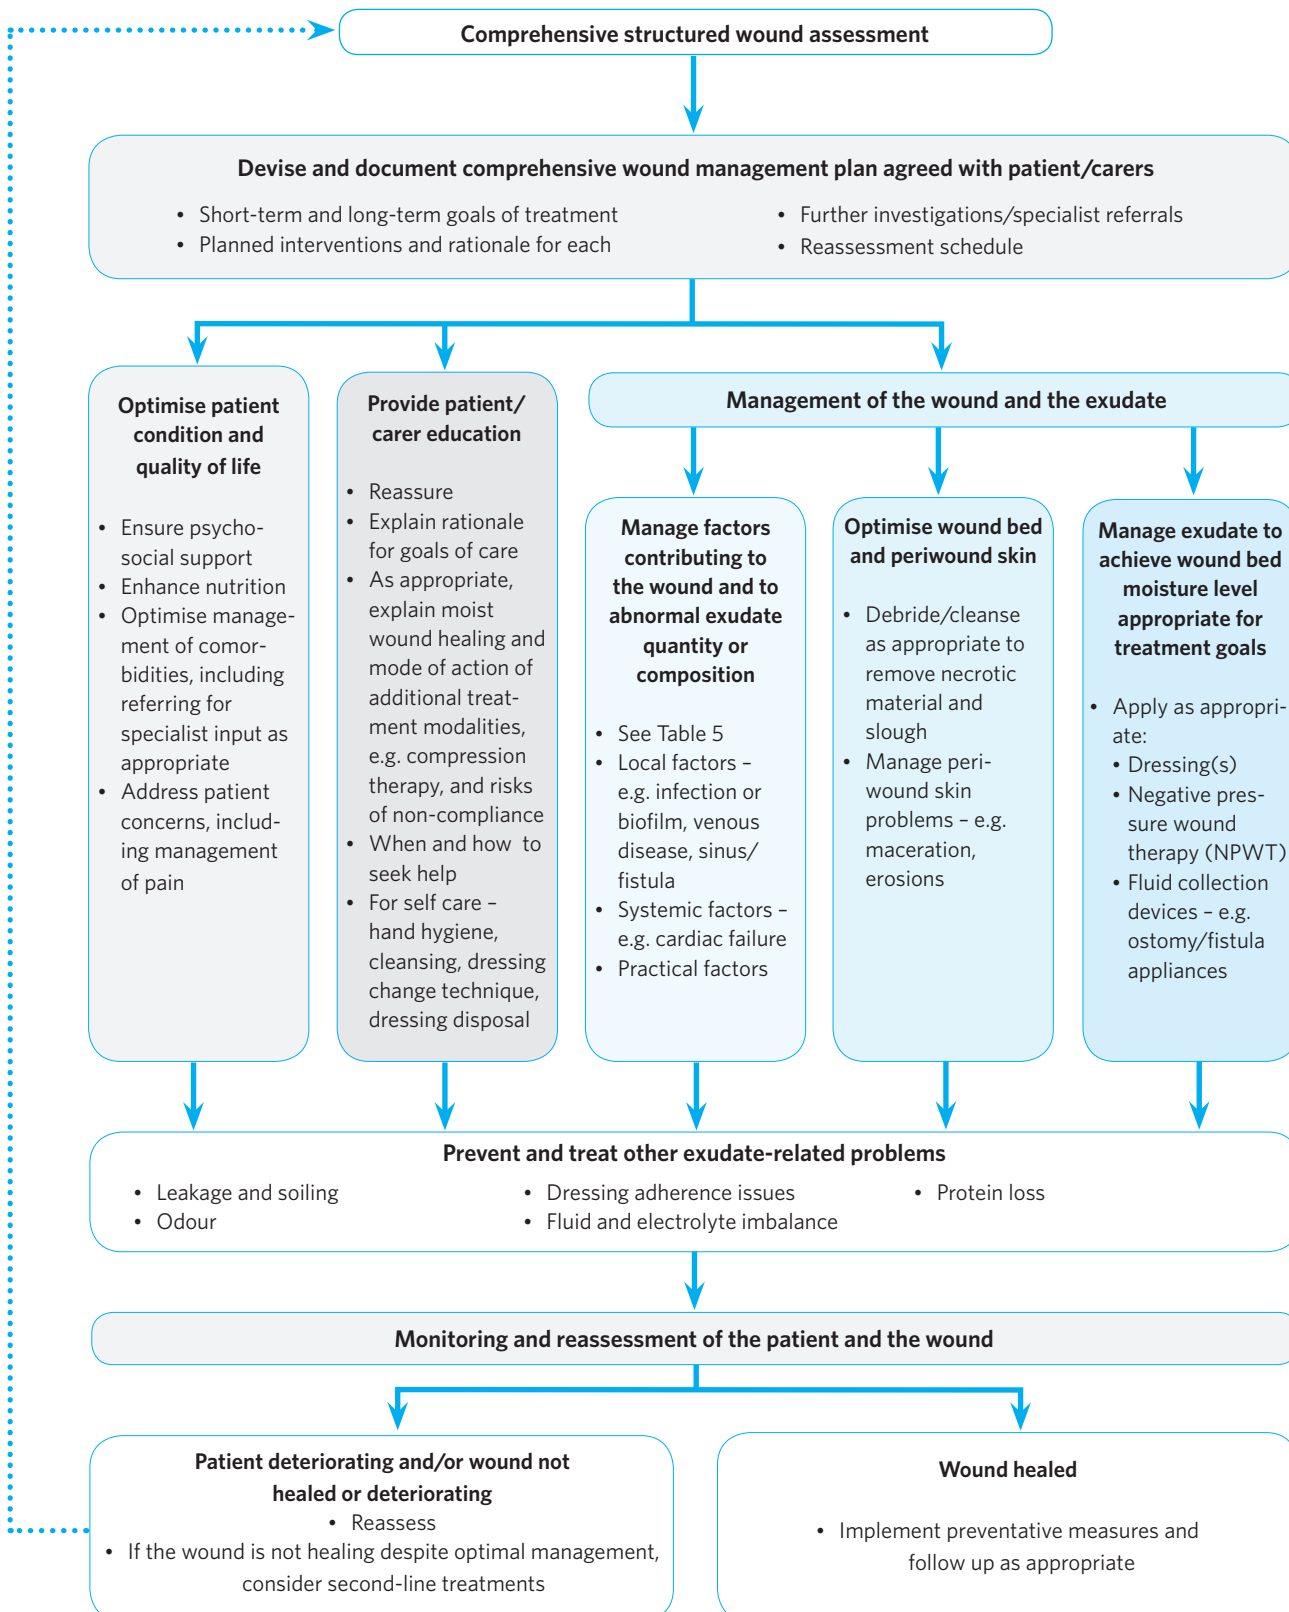 Comprehensive structured wound assessment
Devise and document comprehensive wound management plan agreed with patient/carers
• Short-term and long-term goals of treatment
• Planned interventions and rationale for each
• Further investigations/specialist referrals
• Reassessment schedule
Optimise patient
condition and
quality of life
• Ensure psycho-
social support
• Enhance nutrition
• Optimise manage-
ment of comor-
bidities, including
referring for
specialist input as
appropriate
• Address patient
concerns, includ-
ing management
of pain
Provide patient/
carer education
• Reassure
• Explain rationale
for goals of care
• As appropriate,
explain moist
wound healing and
mode of action of
additional treat-
ment modalities,
e.g. compression
therapy, and risks
of non-compliance
• When and how to
seek help
• For self care –
hand hygiene,
cleansing, dressing
change technique,
dressing disposal
Management of the wound and the exudate
Manage factors
contributing to
the wound and to
abnormal exudate
quantity or
composition
• See Table 5
• Local factors –
e.g. infection or
biofilm, venous
disease, sinus/
fistula
• Systemic factors –
e.g. cardiac failure
• Practical factors
Optimise wound bed
and periwound skin
• Debride/cleanse
as appropriate to
remove necrotic
material and
slough
• Manage peri-
wound skin
problems – e.g.
maceration,
erosions
Manage exudate to
achieve wound bed
moisture level
appropriate for
treatment goals
• Apply as appropri-
ate:
• Dressing(s)
• Negative pres-
sure wound
therapy (NPWT)
• Fluid collection
devices – e.g.
ostomy/fistula
appliances
Prevent and treat other exudate-related problems
• Leakage and soiling
• Odour
• Dressing adherence issues
• Fluid and electrolyte imbalance
• Protein loss
Monitoring and reassessment of the patient and the wound
Patient deteriorating and/or wound not
healed or deteriorating
• Reassess
• If the wound is not healing despite optimal management,
consider second-line treatments
Wound healed
• Implement preventative measures and
follow up as appropriate